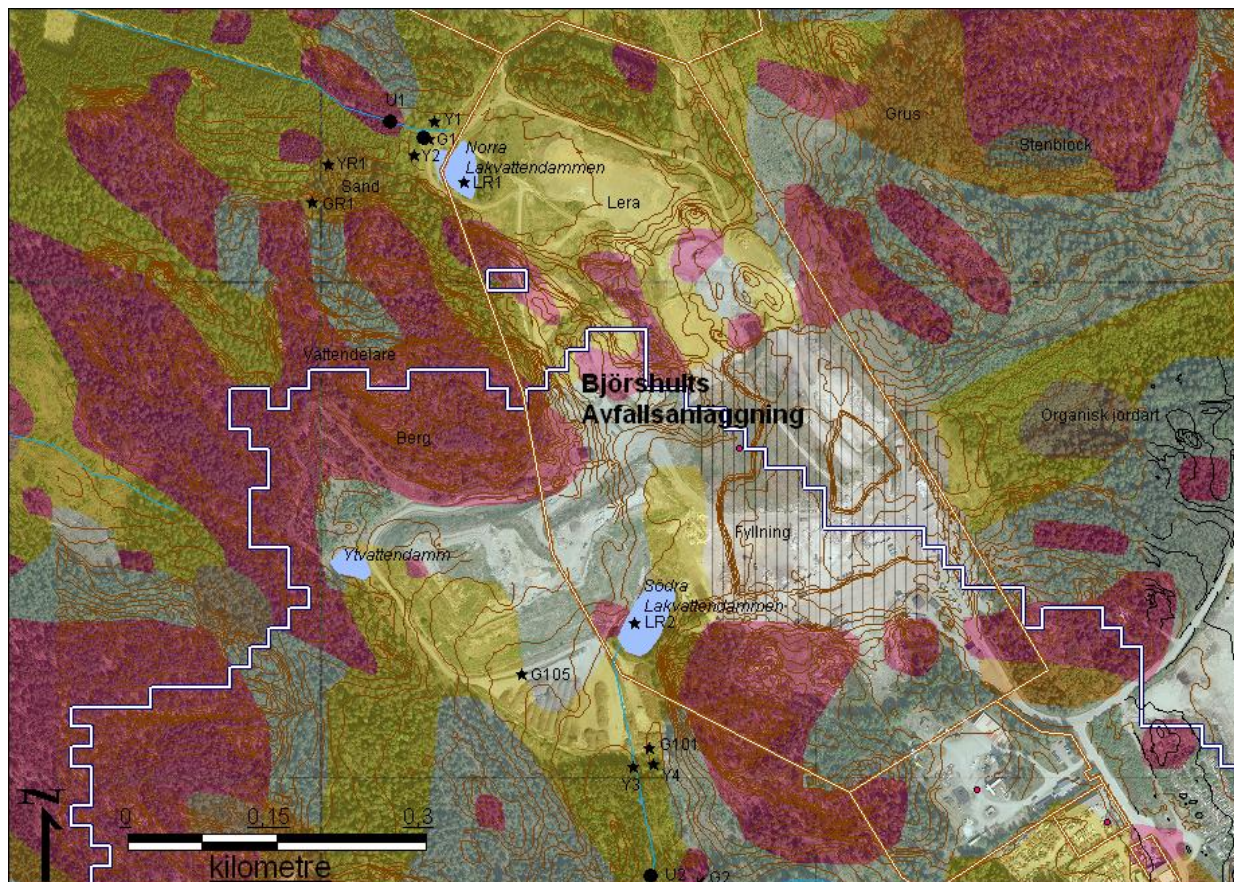 U1
Y1
G1
Y2
Norra
Lakvattendammen
LR1
YR1
Sand
GR1
Lera
Grus
Stenblock
Vattendelare
Björshults
Avfallsanläggning
Berg
Organisk jordart
Fyllning
Ytvattendamm
Södra
Lakvattendammen
LR2
G105
G101
Y3
Y4
N
0 0,15 0,3
kilometre
U2
G2